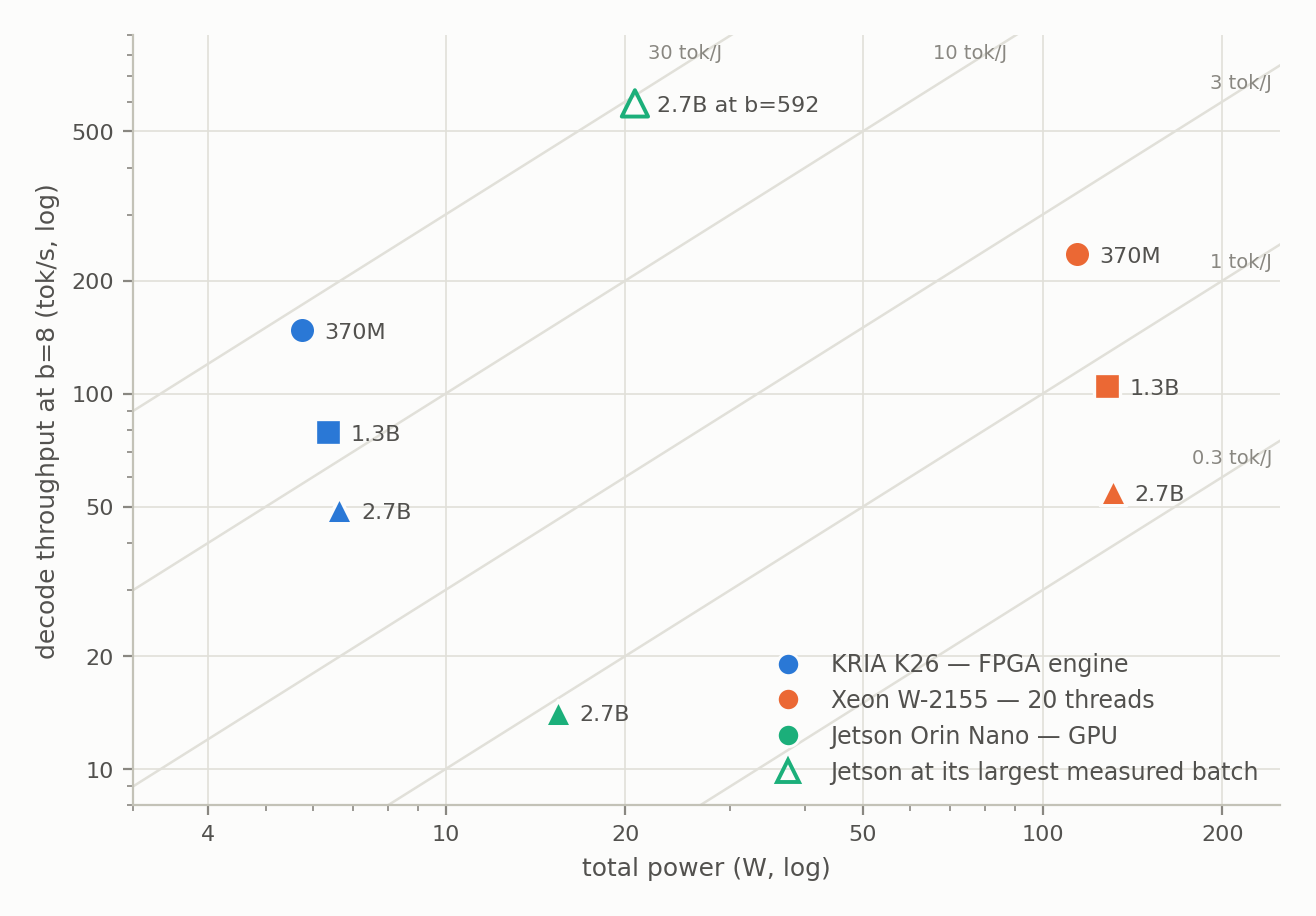 30 tok/J
10 tok/J
3 tok/J
2.7B at b=592
500
370M
1 tok/J
200
370M
1.3B
100
1.3B
0.3 tok/J
2.7B
50
2.7B
decode throughput at b=8 (tok/s, log)
20
KRIA K26 — FPGA engine
Xeon W-2155 — 20 threads
2.7B
Jetson Orin Nano — GPU
10
Jetson at its largest measured batch
4
10
20
50
100
200
total power (W, log)